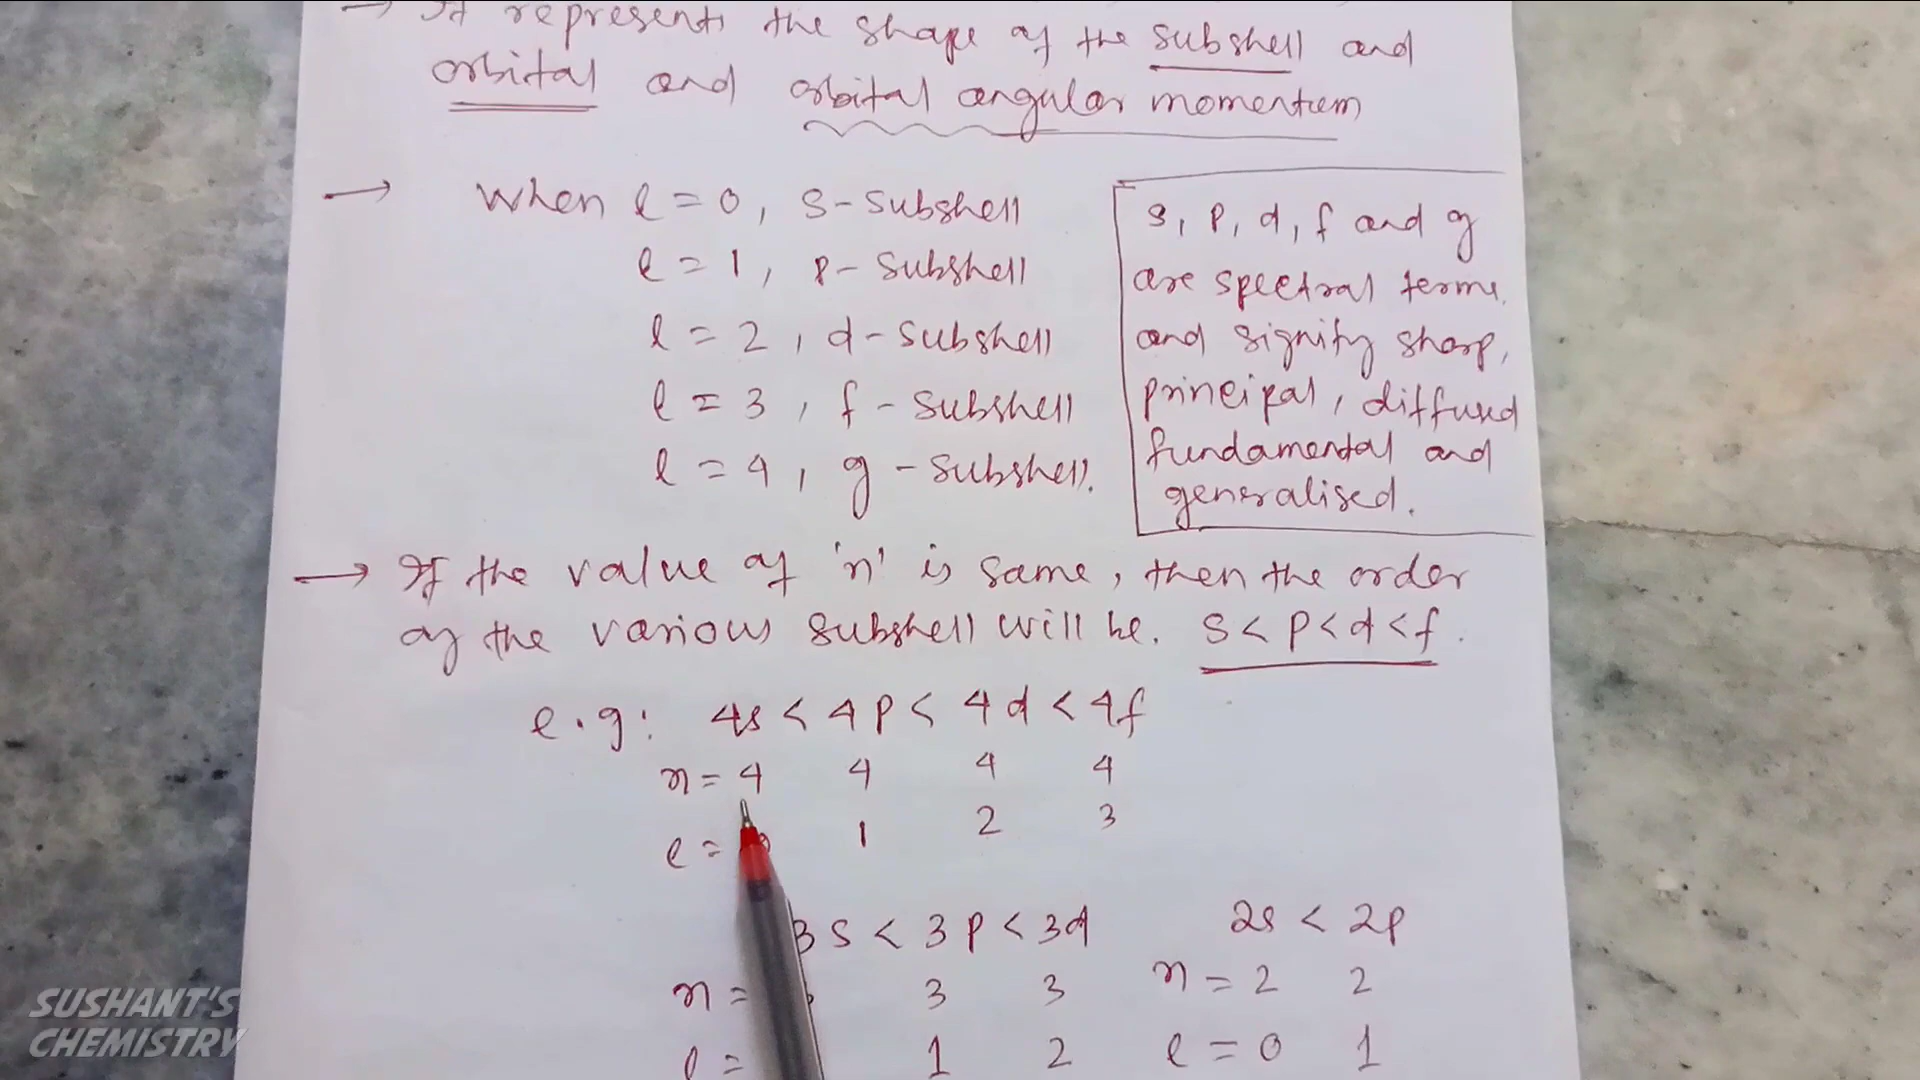 → It represents the shape of the subshell and
orbital and orbital angular momentum
→ When l = 0, s-subshell
l = 1, p- subshell
l = 2, d-subshell
l = 3, f - subshell
l = 4, g - subshell.
s, p, d, f and g
are spectral terms
and signify sharp,
principal, diffused
fundamental and
generalised.
→ If the value of 'n' is same, then the order
of the various subshell will be. s < p < d < f.
e.g: 4s < 4p < 4d < 4f
n = 4 4 4 4
l = 1 2 3
3s < 3p < 3d
n = 3 3
l = 1 2
2s < 2p
n = 2 2
l = 0 1
SUSHANT'S
CHEMISTRY